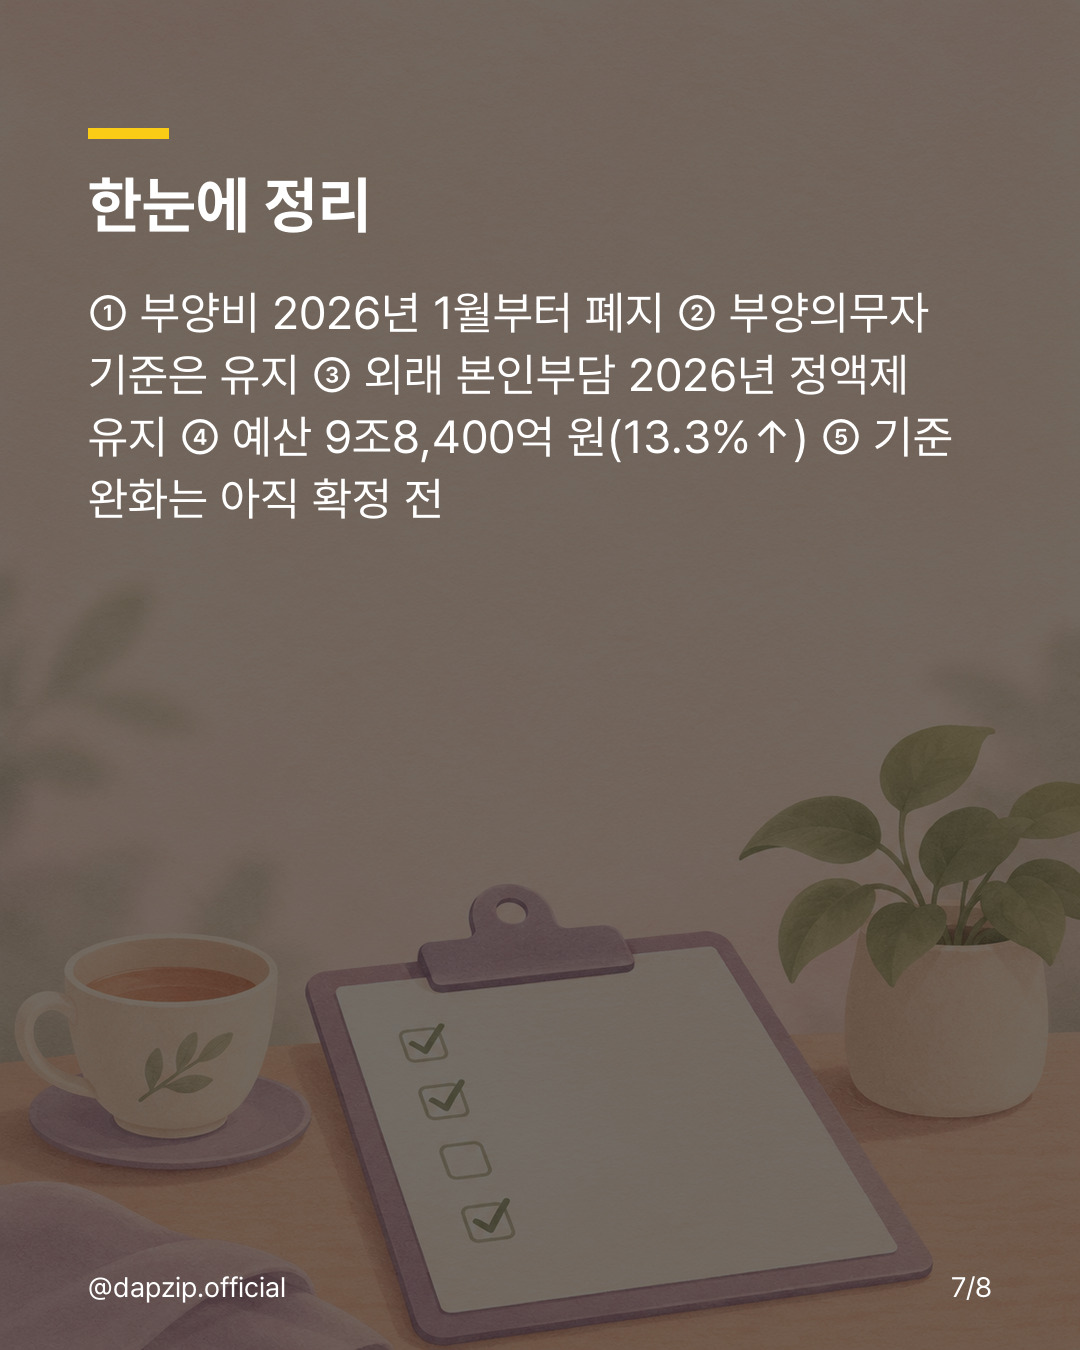 한눈에 정리
① 부양비 2026년 1월부터 폐지 ② 부양의무자
기준은 유지 ③ 외래 본인부담 2026년 정액제
유지 ④ 예산 9조8,400억 원(13.3%↑) ⑤ 기준
완화는 아직 확정 전
@dapzip.official
7/8